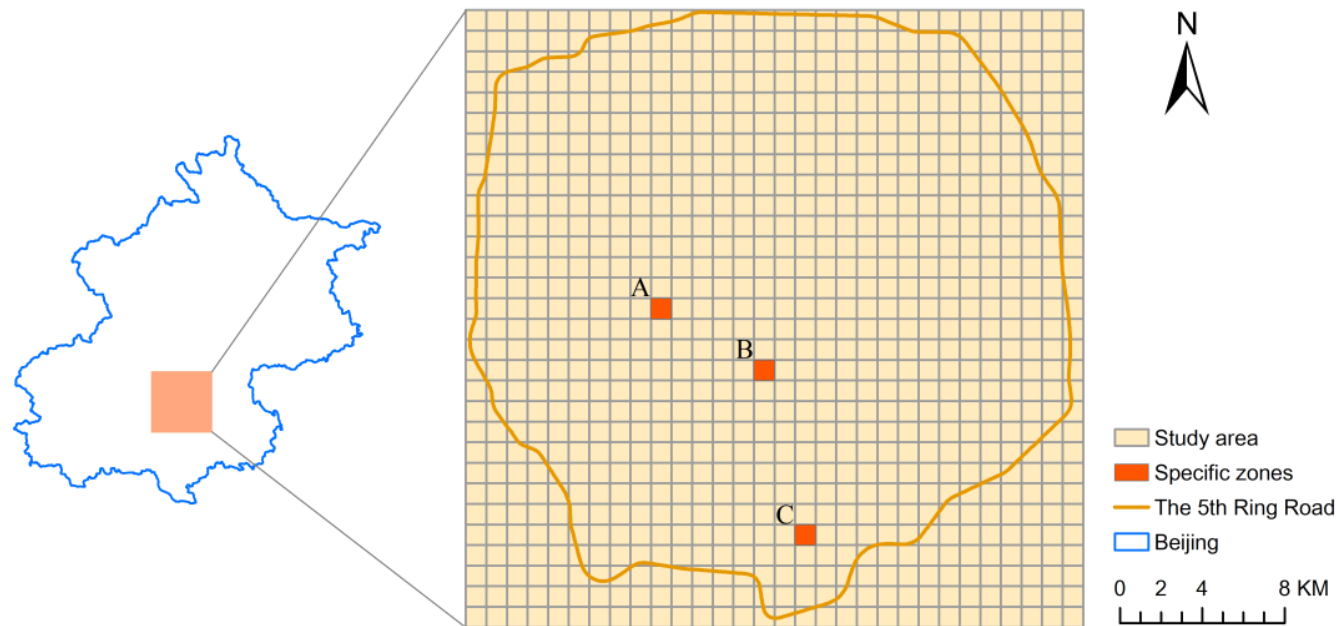 N
A
B
C
Study area
Specific zones
The 5th Ring Road
Beijing
0 2 4 8 KM